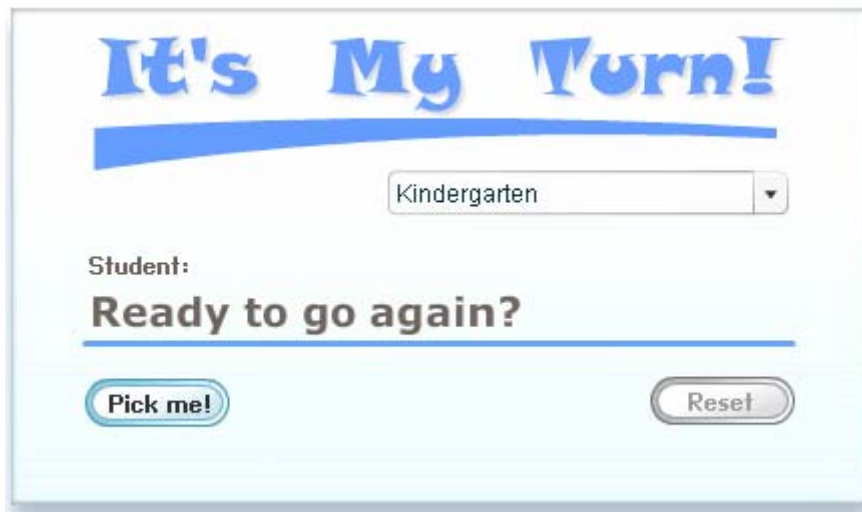 It's My Turn!
Kindergarten
Student:
Ready to go again?
Pick me!
Reset